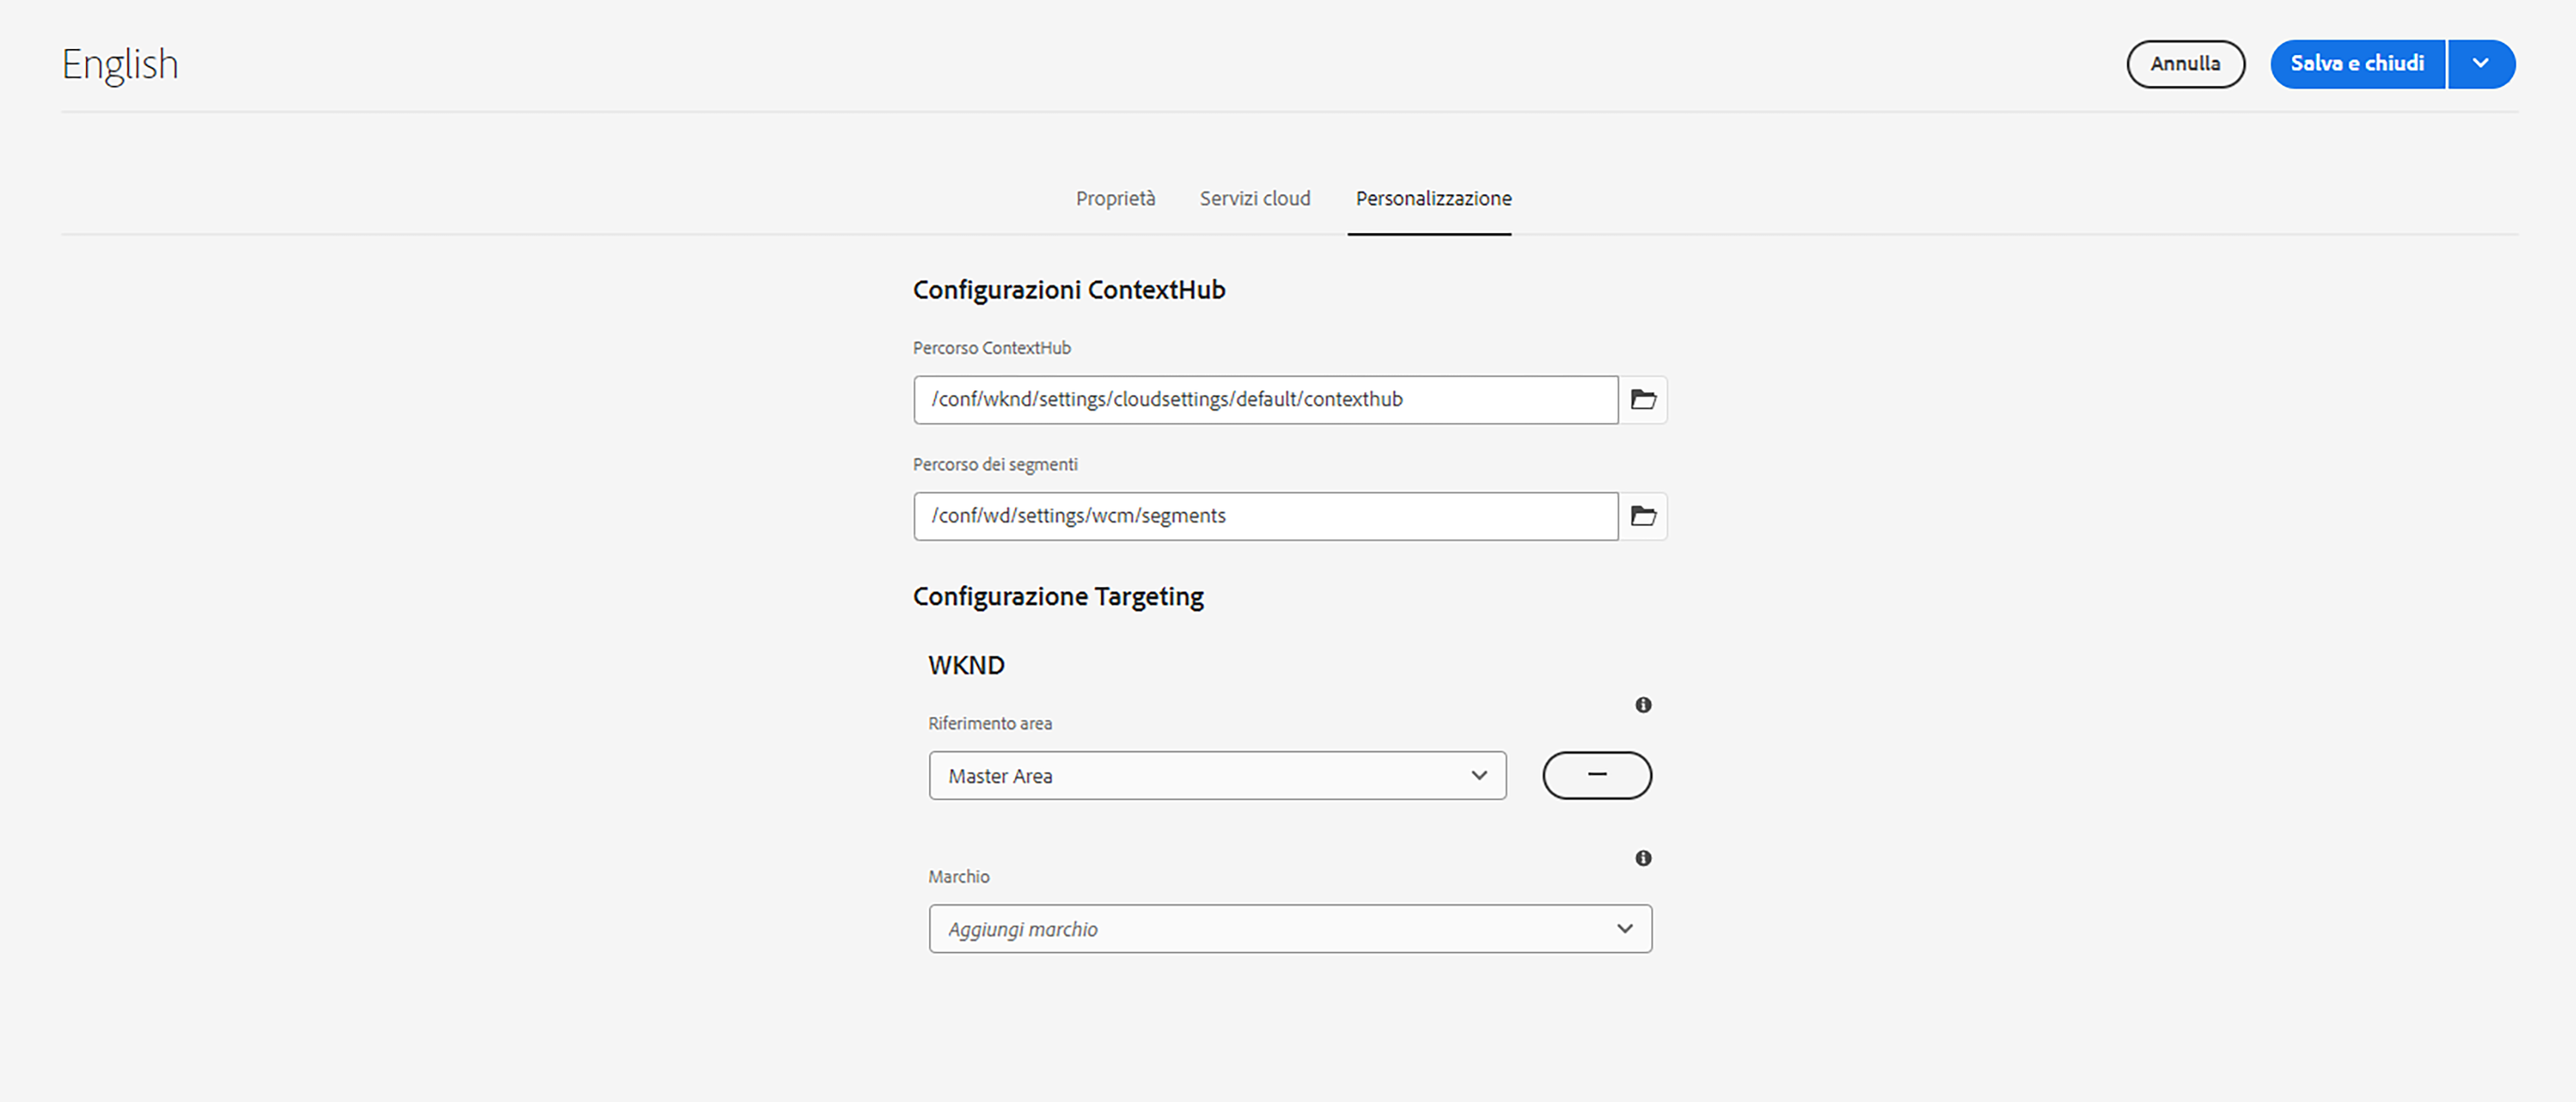 English
Annulla
Salva e chiudi
Proprietà
Servizi cloud
Personalizzazione
Configurazioni ContextHub
Percorso ContextHub
/conf/wknd/settings/cloudsettings/default/contexthub
Percorso dei segmenti
/conf/wd/settings/wcm/segments
Configurazione Targeting
WKND
Riferimento area
Master Area
Marchio
Aggiungi marchio